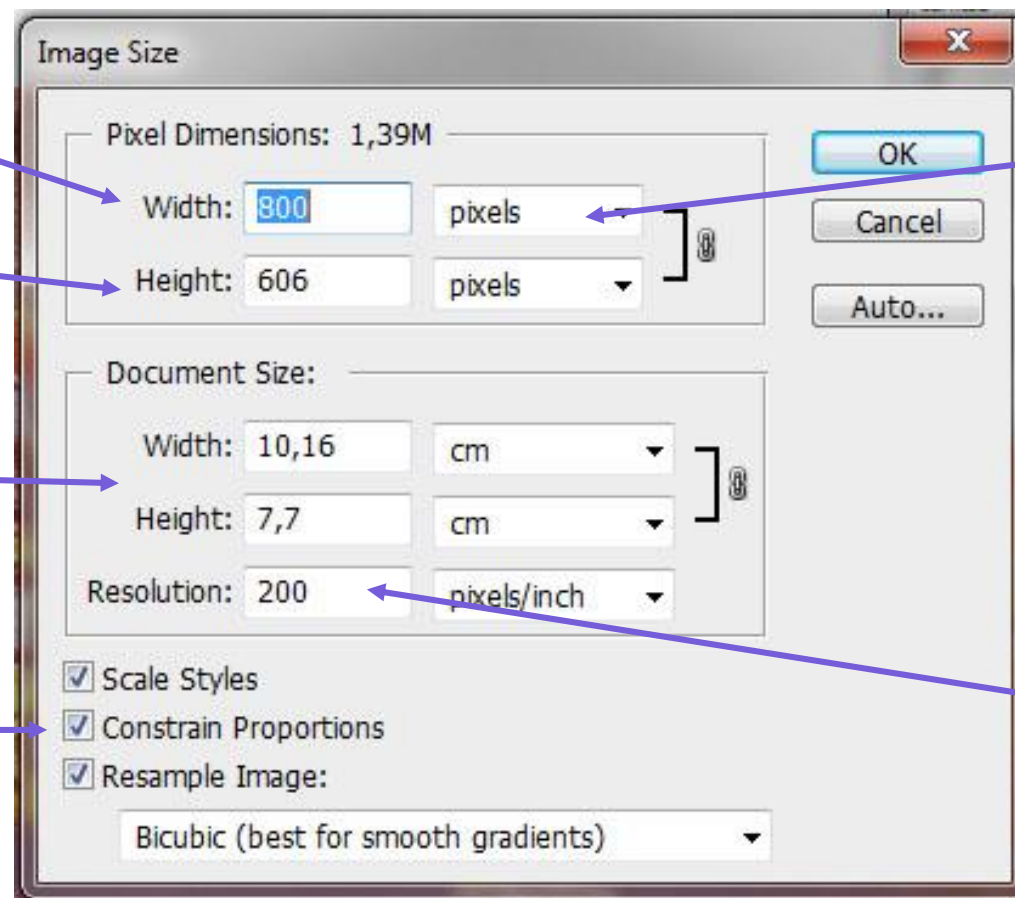 Image Size
Pixel Dimensions: 1,39M
Width: 800 pixels
Height: 606 pixels
OK
Cancel
Auto...
Document Size:
Width: 10,16 cm
Height: 7,7 cm
Resolution: 200 pixels/inch
Scale Styles
Constrain Proportions
Resample Image:
Bicubic (best for smooth gradients)